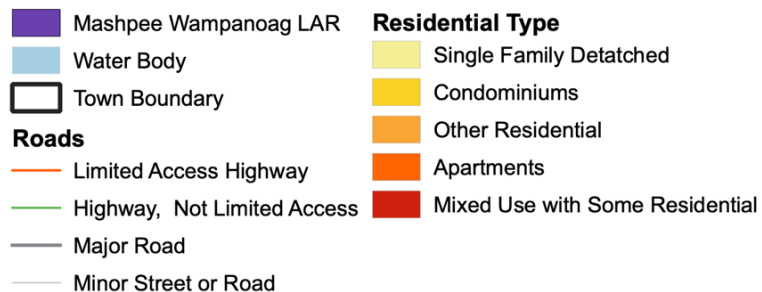 Mashpee Wampanoag LAR
Water Body
Town Boundary
Roads
Limited Access Highway
Highway, Not Limited Access
Major Road
Minor Street or Road
Residential Type
Single Family Detatched
Condominiums
Other Residential
Apartments
Mixed Use with Some Residential